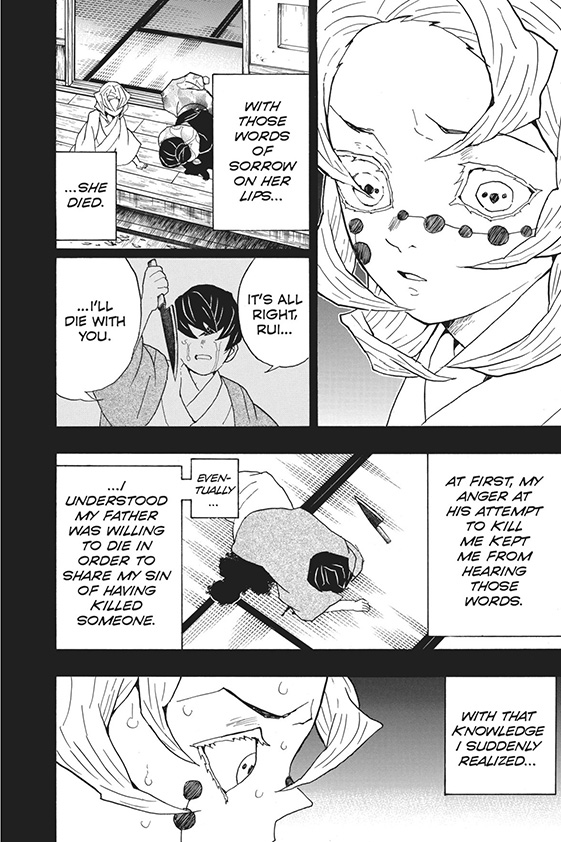 WITH
THOSE
WORDS
OF
SORROW
ON HER
LIPS...
...SHE
DIED.
IT'S ALL
RIGHT,
RUI...
...I'LL
DIE WITH
YOU.
AT FIRST, MY
ANGER AT
HIS ATTEMPT
TO KILL
ME KEPT
ME FROM
HEARING
THOSE
WORDS.
EVEN-
TUALLY
...
...I
UNDERSTOOD
MY FATHER
WAS WILLING
TO DIE IN
ORDER TO
SHARE MY SIN
OF HAVING
KILLED
SOMEONE.
WITH THAT
KNOWLEDGE
I SUDDENLY
REALIZED...